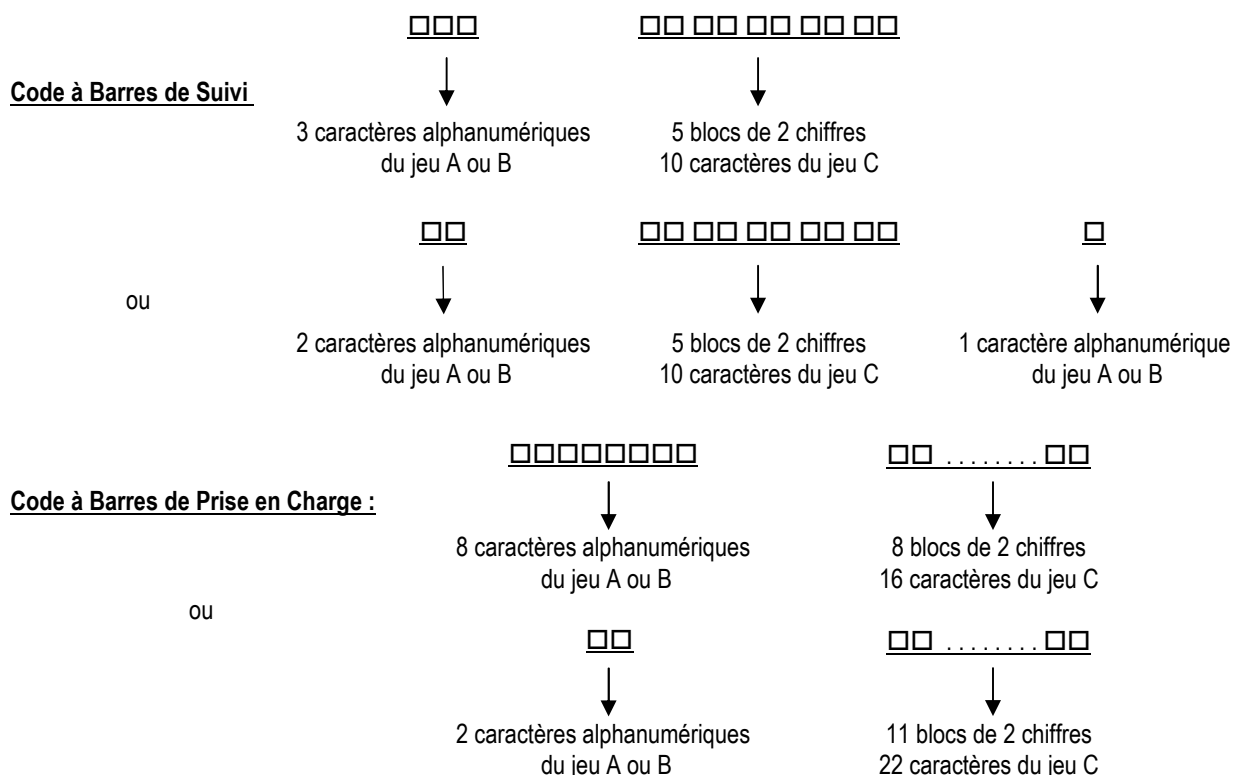 □□□ □□ □□ □□ □□ □□
Code à Barres de Suivi
3 caractères alphanumériques 5 blocs de 2 chiffres
du jeu A ou B 10 caractères du jeu C
□□ □□ □□ □□ □□ □□ □
ou
2 caractères alphanumériques 5 blocs de 2 chiffres 1 caractère alphanumérique
du jeu A ou B 10 caractères du jeu C du jeu A ou B
□□□□□□□□ □□ ........ □□
Code à Barres de Prise en Charge :
8 caractères alphanumériques 8 blocs de 2 chiffres
du jeu A ou B 16 caractères du jeu C
ou
□□ □□ ........ □□
2 caractères alphanumériques 11 blocs de 2 chiffres
du jeu A ou B 22 caractères du jeu C